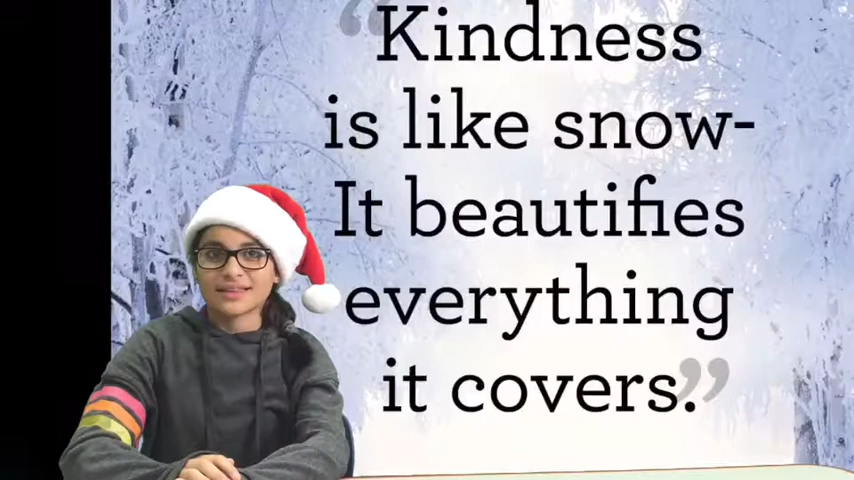 “Kindness
is like snow-
It beautifies
everything
it covers.”